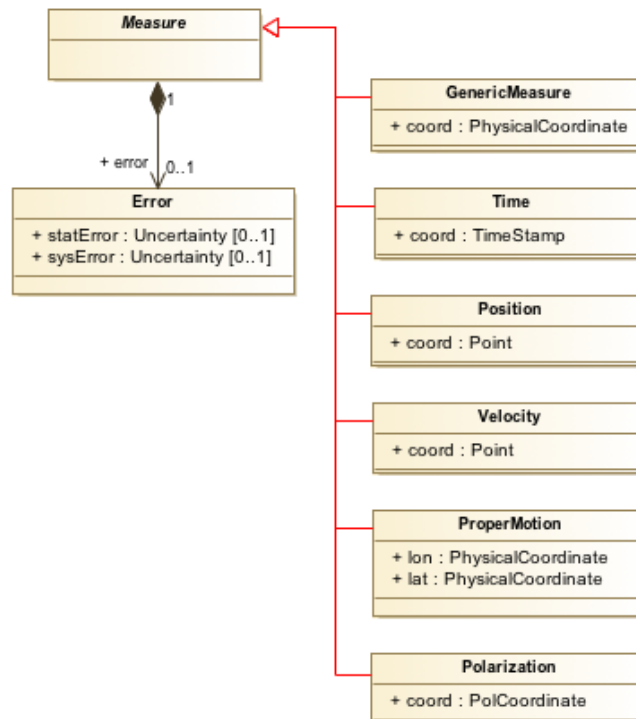 Measure
1
+ error
0..1
Error
+ statError : Uncertainty [0..1]
+ sysError : Uncertainty [0..1]
GenericMeasure
+ coord : PhysicalCoordinate
Time
+ coord : TimeStamp
Position
+ coord : Point
Velocity
+ coord : Point
ProperMotion
+ lon : PhysicalCoordinate
+ lat : PhysicalCoordinate
Polarization
+ coord : PolCoordinate